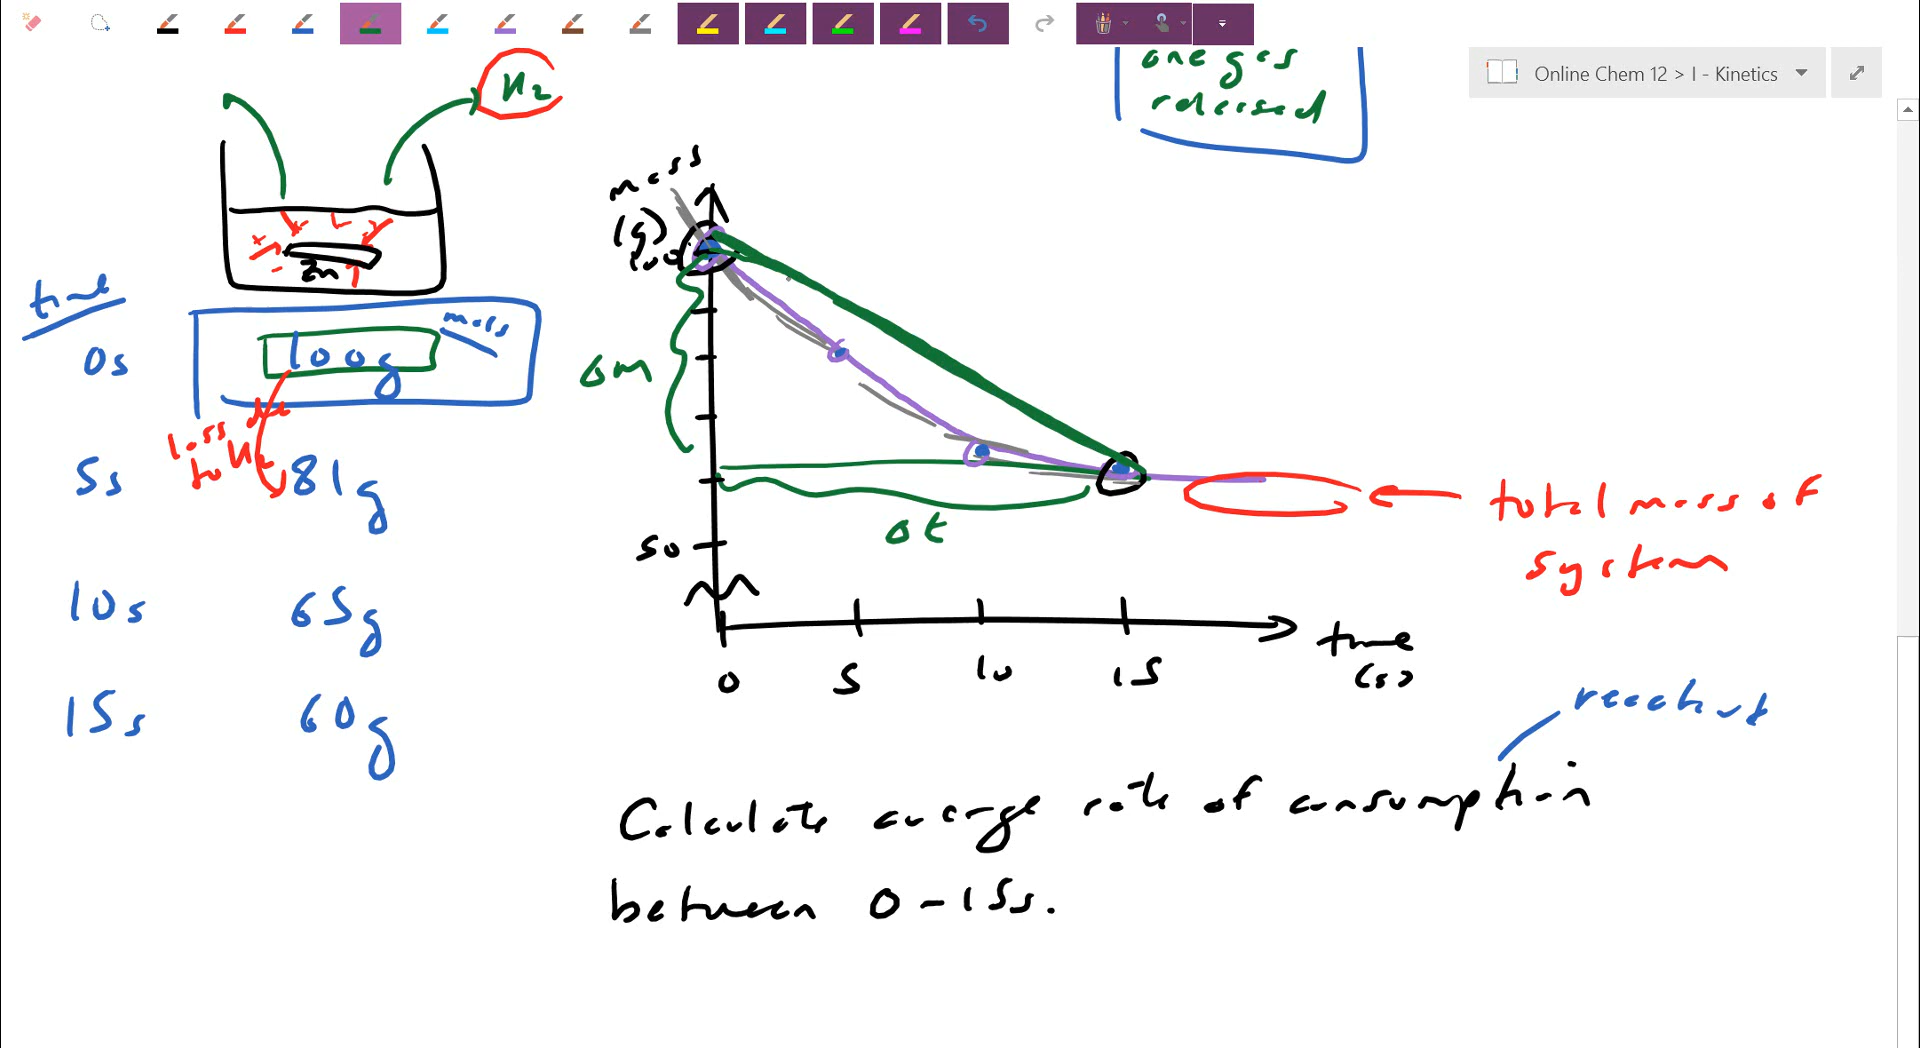 one gas
released
Online Chem 12 > I - Kinetics
H2
Zn
time
mass
0s
100g
loss due
to H2
5s
81g
10s
65g
15s
60g
mass
(g)
100
Δm
Δt
50
0
5
10
15
time
(s)
total mass of
system
reactant
Calculate average rate of consumption
between 0-15s.